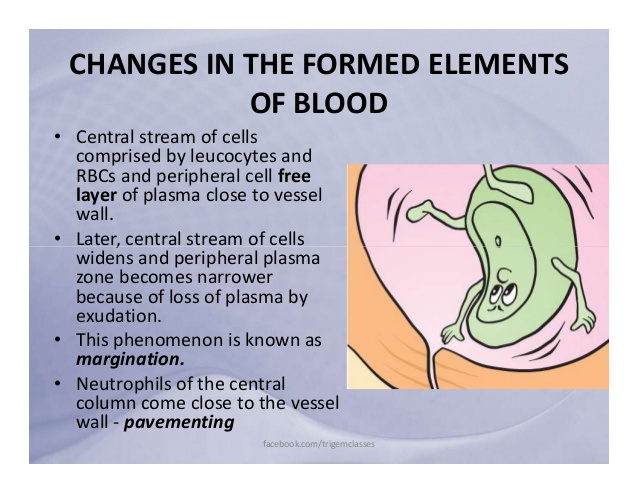 CHANGES IN THE FORMED ELEMENTS
OF BLOOD
• Central stream of cells
comprised by leucocytes and
RBCs and peripheral cell free
layer of plasma close to vessel
wall.
• Later, central stream of cells
widens and peripheral plasma
zone becomes narrower
because of loss of plasma by
exudation.
• This phenomenon is known as
margination.
• Neutrophils of the central
column come close to the vessel
wall - pavementing
facebook.com/trigemclasses